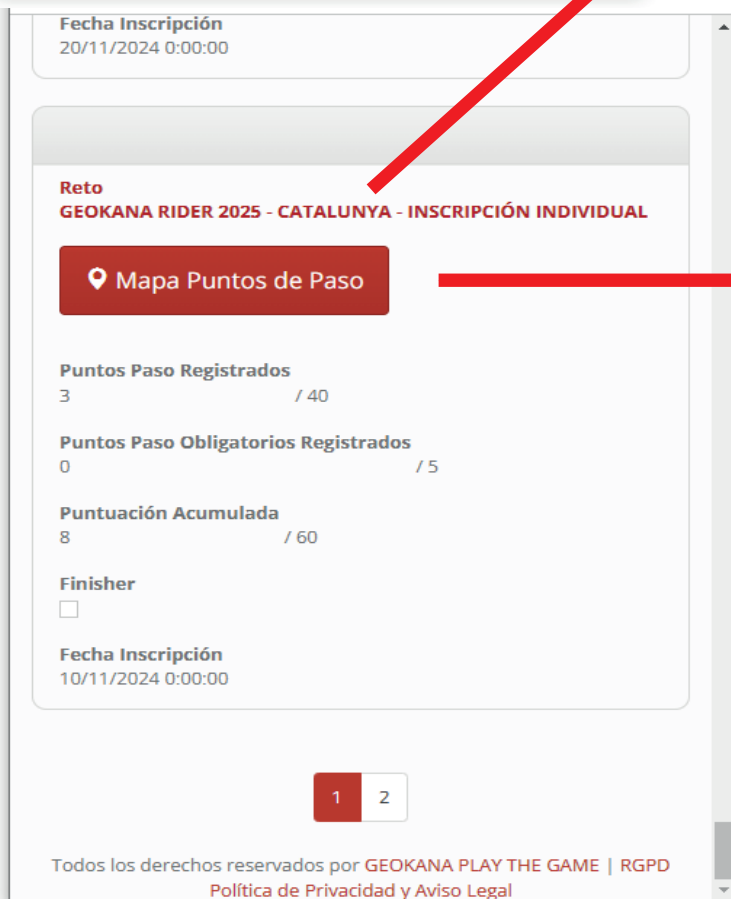 Fecha Inscripción
20/11/2024 0:00:00
Reto
GEOKANA RIDER 2025 - CATALUNYA - INSCRIPCIÓN INDIVIDUAL
Mapa Puntos de Paso
Puntos Paso Registrados
3 / 40
Puntos Paso Obligatorios Registrados
0 / 5
Puntuación Acumulada
8 / 60
Finisher
Fecha Inscripción
10/11/2024 0:00:00
1 2
Todos los derechos reservados por GEOKANA PLAY THE GAME | RGPD
Política de Privacidad y Aviso Legal